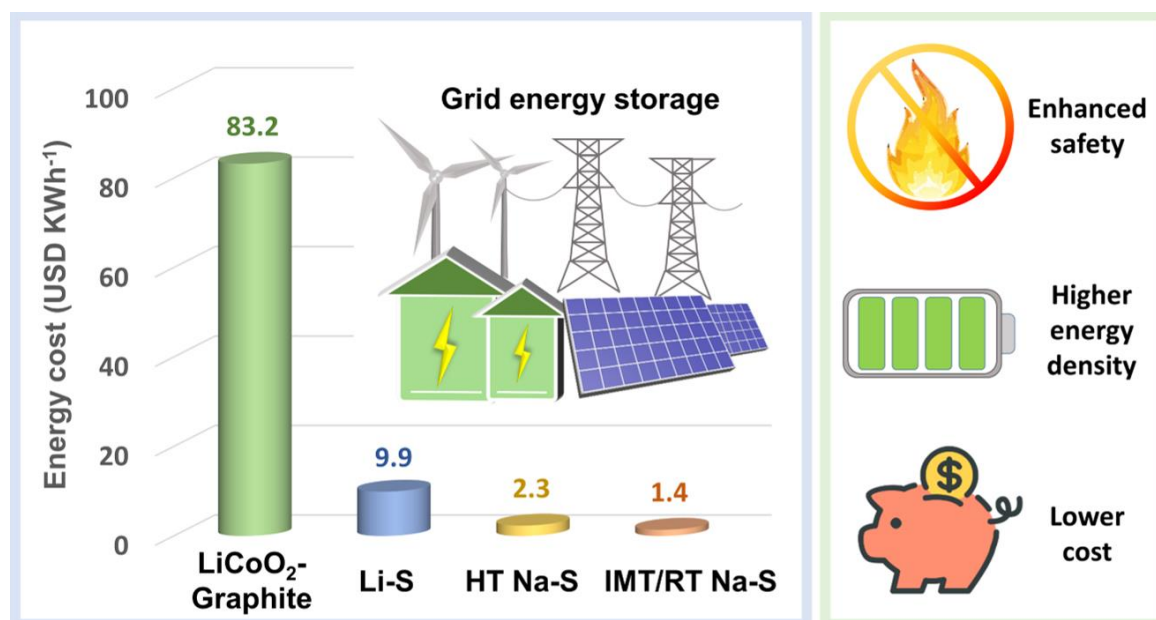 Grid energy storage
Energy cost (USD KWh⁻¹)
100
80
60
40
20
0
83.2
9.9
2.3
1.4
LiCoO₂-
Graphite
Li-S
HT Na-S
IMT/RT Na-S
Enhanced
safety
Higher
energy
density
$
Lower
cost